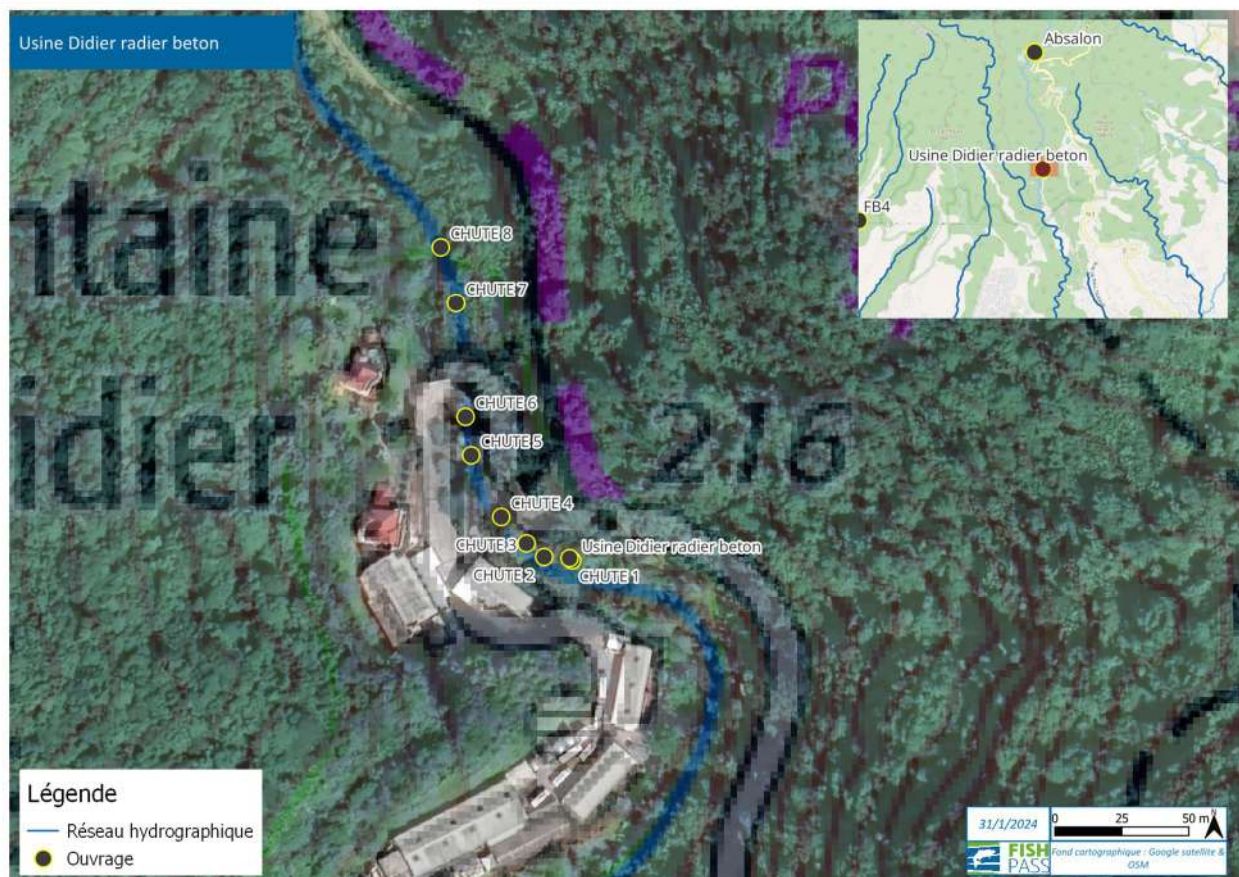 Usine Didier radier beton
Absalon
Usine Didier radier beton
FB4
ntaine
CHUTE 8
CHUTE 7
idier
CHUTE 6
216
CHUTE 5
CHUTE 4
CHUTE 3
Usine Didier radier beton
CHUTE 2
CHUTE 1
Légende
Réseau hydrographique
Ouvrage
31/1/2024
0 25 50 m
N
FISH
PASS
Fond cartographique : Google satellite &
OSM